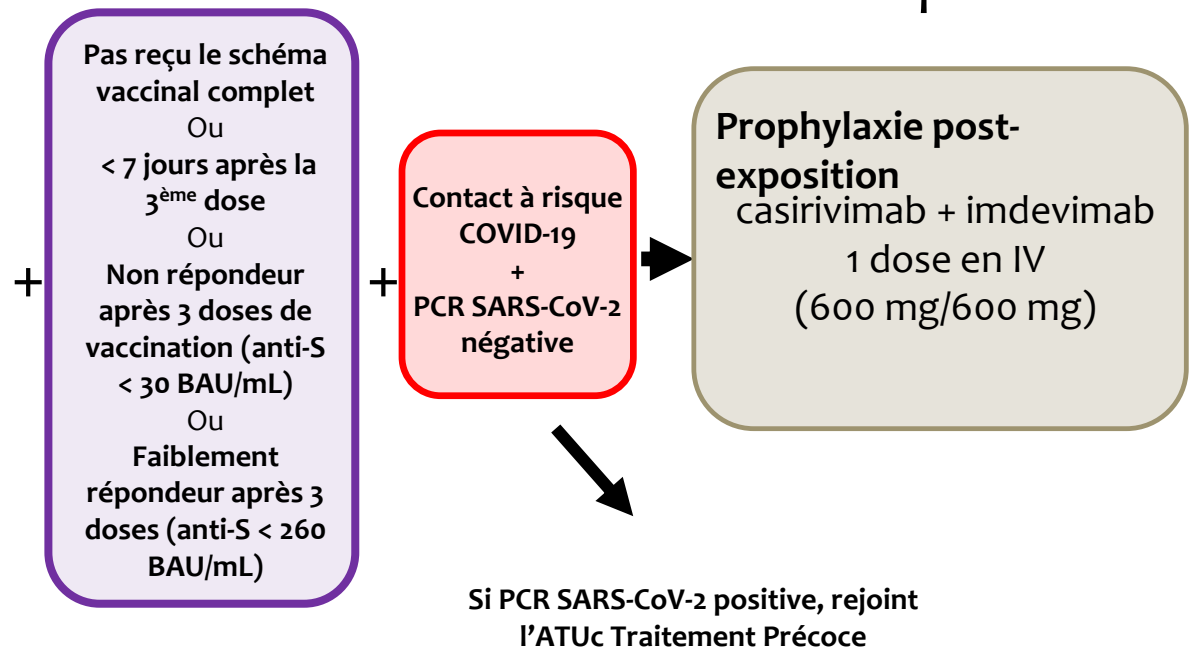 +
Pas reçu le schéma
vaccinal complet
Ou
< 7 jours après la
3ème dose
Ou
Non répondeur
après 3 doses de
vaccination (anti-S
< 30 BAU/mL)
Ou
Faiblement
répondeur après 3
doses (anti-S < 260
BAU/mL)
+
Contact à risque
COVID-19
+
PCR SARS-CoV-2
négative
Prophylaxie post-
exposition
casirivimab + imdevimab
1 dose en IV
(600 mg/600 mg)
Si PCR SARS-CoV-2 positive, rejoint
l’ATUc Traitement Précoce